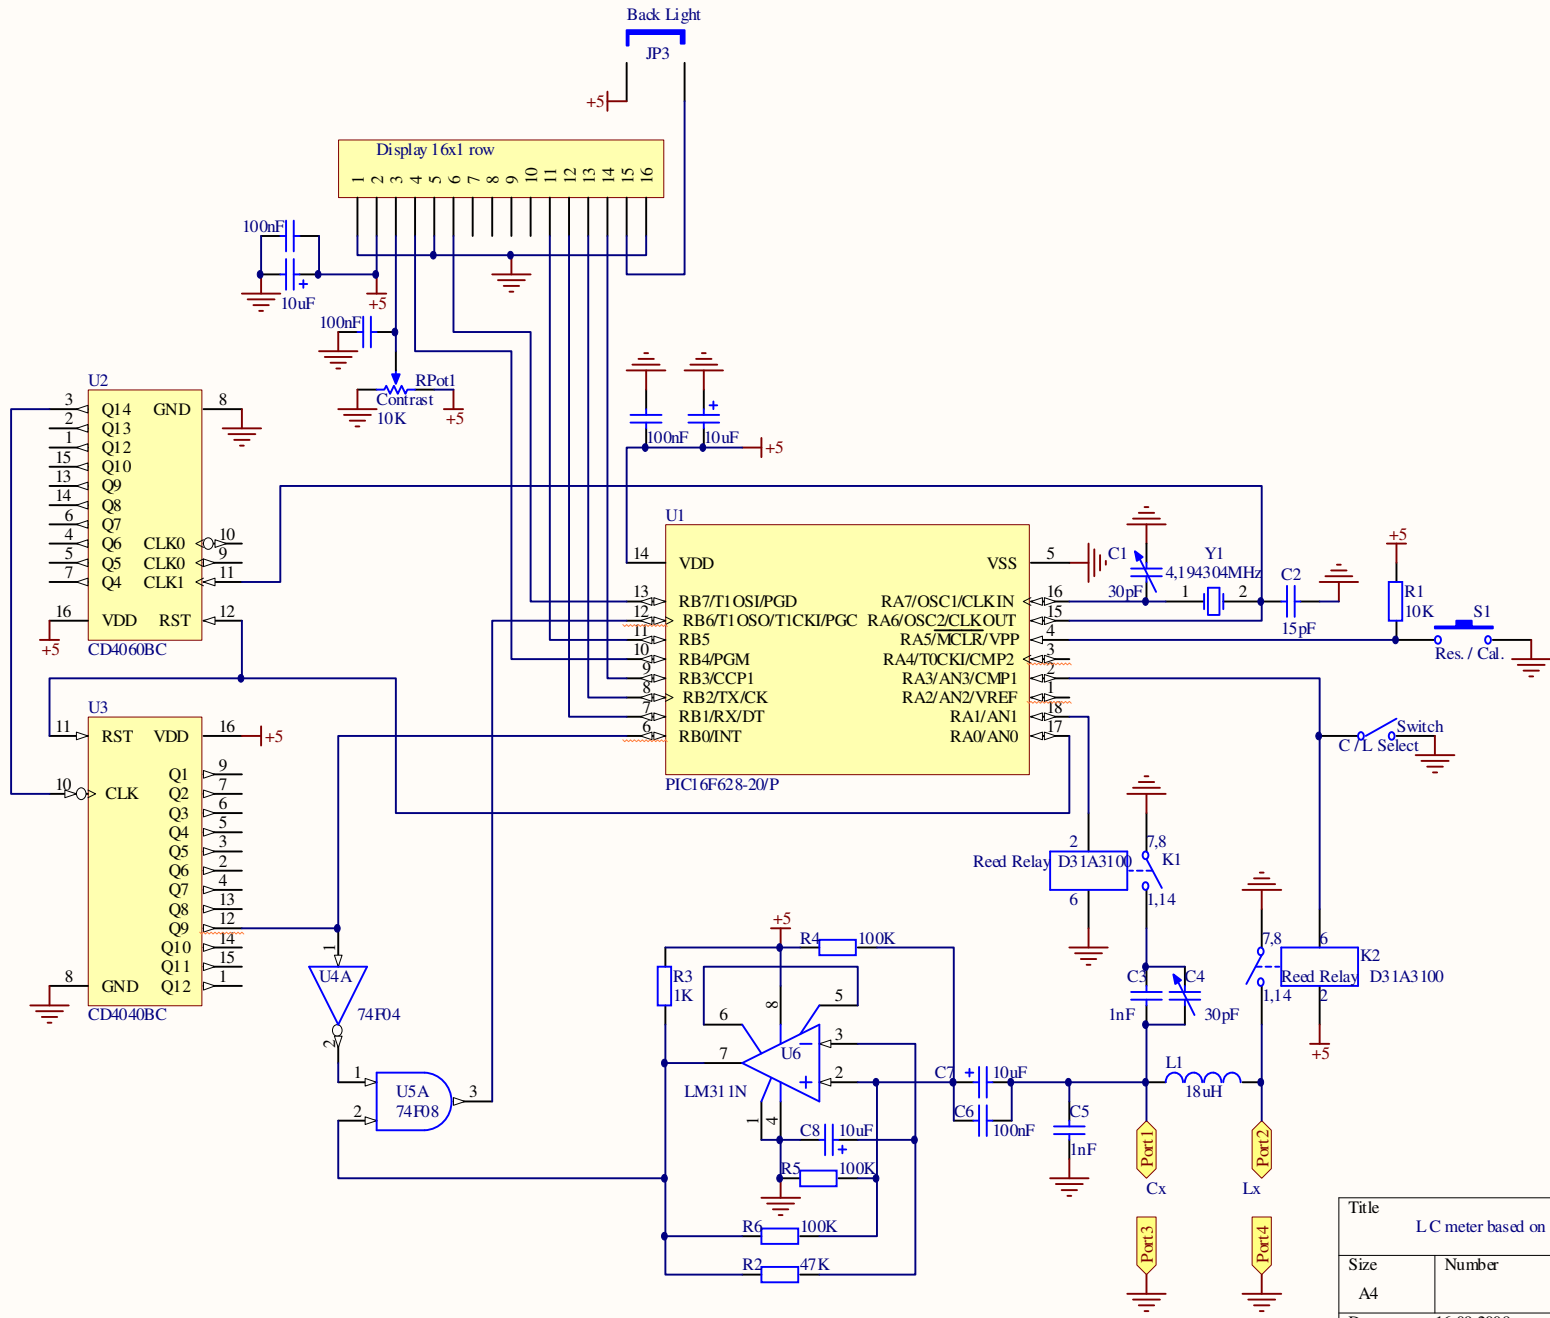 Back Light
JP3
+5
Display 16x1 row
1 2 3 4 5 6 7 8 9 10 11 12 13 14 15 16
100nF
10uF
+5
100nF
RPot1
Contrast
10K
+5
100nF
10uF
+5
U2
3 Q14 GND 8
2 Q13
1 Q12
15 Q10
13 Q9
14 Q8
6 Q7
4 Q6 CLK0 10
5 Q5 CLK0 9
7 Q4 CLK1 11
16 VDD RST 12
+5
CD4060BC
U1
14 VDD VSS 5
13 RB7/T1OSI/PGD RA7/OSC1/CLKIN 16
12 RB6/T1OSO/T1CKI/PGC RA6/OSC2/CLKOUT 15
11 RB5 RA5/MCLR/VPP 4
10 RB4/PGM RA4/T0CKI/CMP2 3
9 RB3/CCP1 RA3/AN3/CMP1 2
8 RB2/TX/CK RA2/AN2/VREF 1
7 RB1/RX/DT RA1/AN1 18
6 RB0/INT RA0/AN0 17
PIC16F628-20/P
C1
30pF
Y1
4,194304MHz
1 2
C2
15pF
+5
R1
10K
S1
Res. / Cal.
Switch
C / L Select
U3
11 RST VDD 16
+5
Q1 9
10 CLK Q2 7
Q3 6
Q4 5
Q5 3
Q6 2
Q7 4
Q8 13
Q9 12
Q10 14
Q11 15
8 GND Q12 1
CD4040BC
1
U4A
74F04
2
1
2
U5A
74F08
3
2
Reed Relay D31A3100
6
7,8
K1
1,14
7,8
6
K2
Reed Relay D31A3100
1,14
2
+5
+5
R4 100K
R3
1K
8
5
6
7
U6
3
2
LM311N
1
4
C8 10uF
R5 100K
R6 100K
R2 47K
C7 10uF
C6 100nF
C5
1nF
C3
1nF
C4
30pF
L1
18uH
Port1
Port2
Cx
Lx
Port3
Port4
Title
L C meter based on
Size
Number
A4